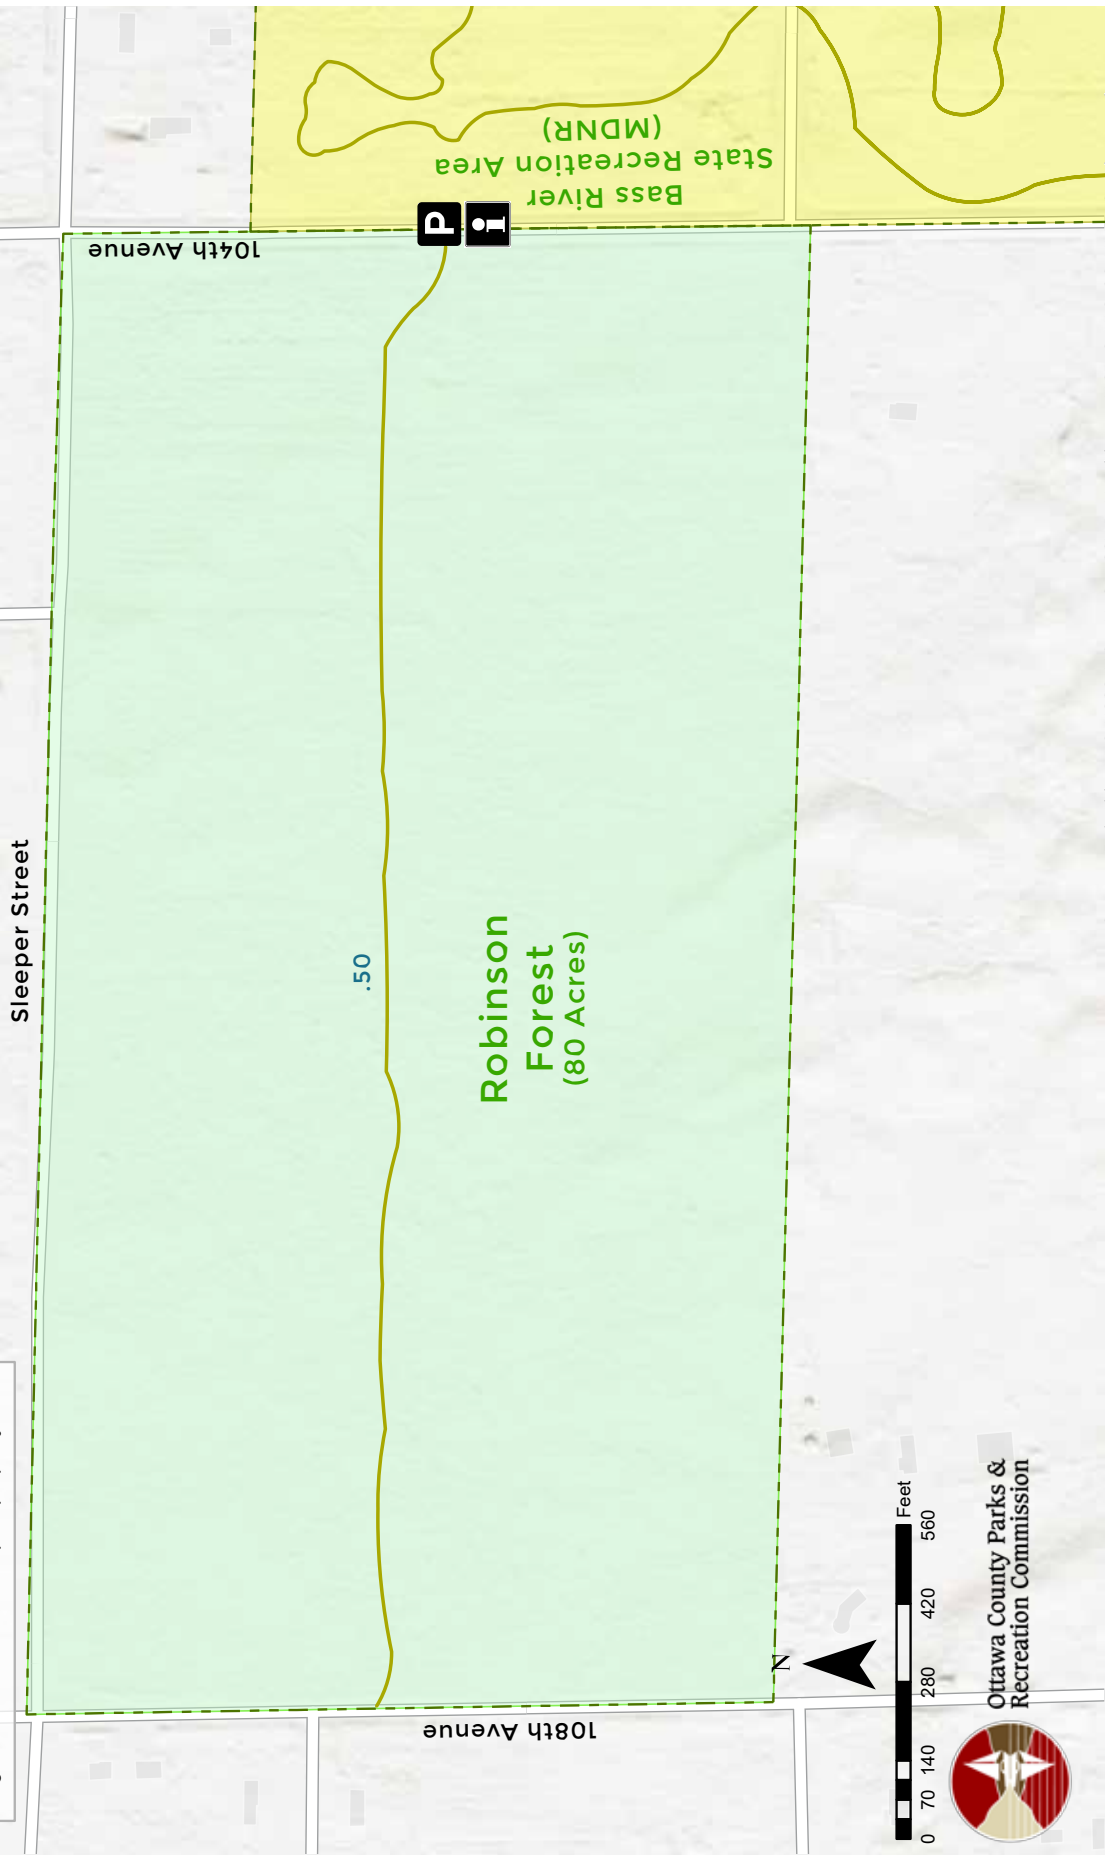 Sleeper Street
104th Avenue
P
i
Bass River
State Recreation Area
(MDNR)
.50
Robinson
Forest
(80 Acres)
108th Avenue
N
Feet
0 70 140 280 420 560
Ottawa County Parks &
Recreation Commission